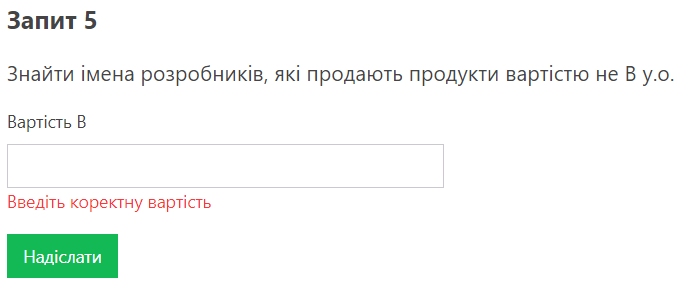 Запит 5
Знайти імена розробників, які продають продукти вартістю не В у.о.
Вартість В
Введіть коректну вартість
Надіслати